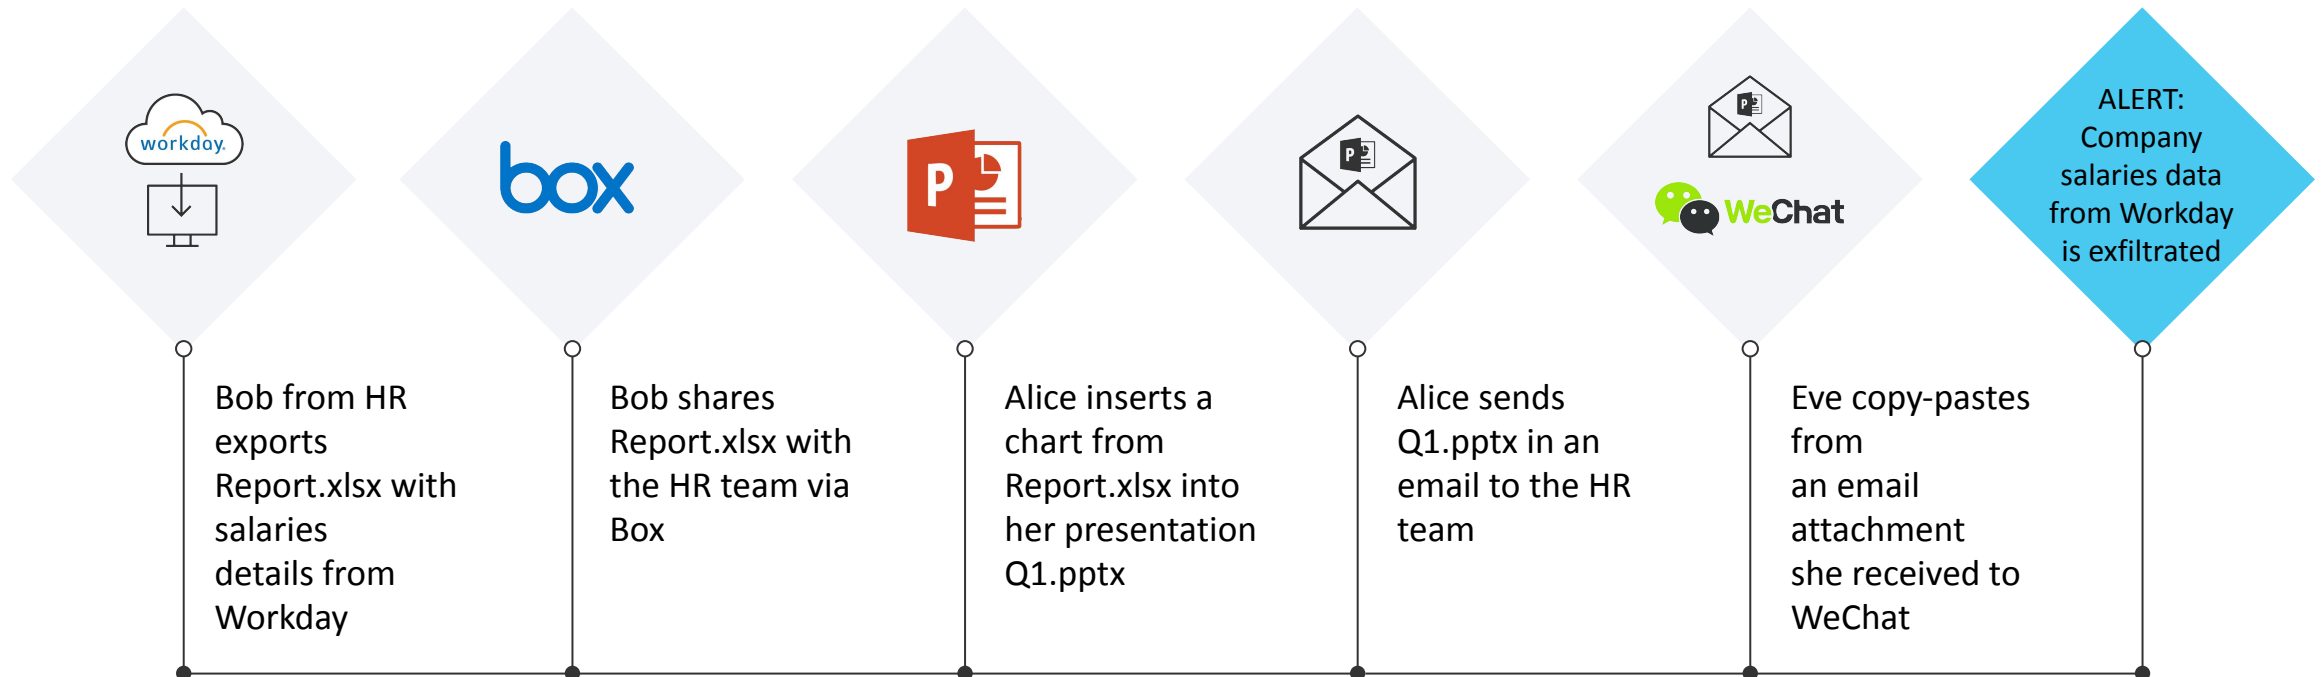 workday.
box
P
P
P
WeChat
ALERT:
Company
salaries data
from Workday
is exfiltrated
Bob from HR
exports
Report.xlsx with
salaries
details from
Workday
Bob shares
Report.xlsx with
the HR team via
Box
Alice inserts a
chart from
Report.xlsx into
her presentation
Q1.pptx
Alice sends
Q1.pptx in an
email to the HR
team
Eve copy-pastes
from
an email
attachment
she received to
WeChat